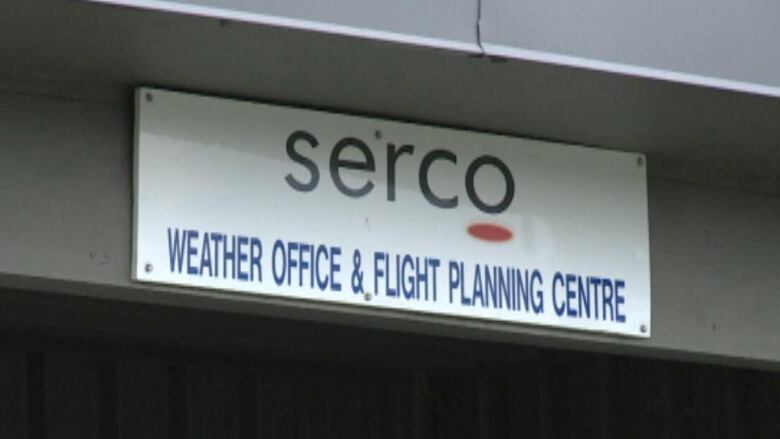 serco
WEATHER OFFICE & FLIGHT PLANNING CENTRE